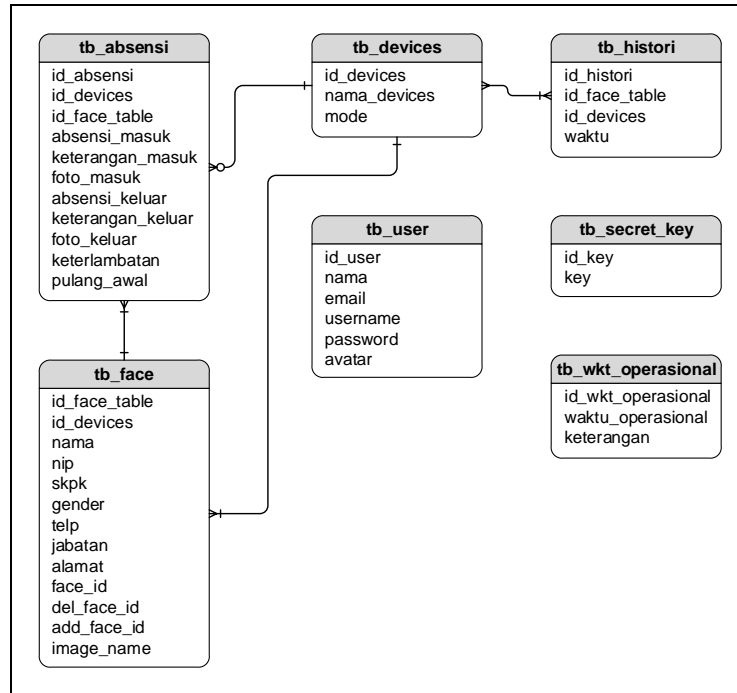 tb_absensi
id_absensi
id_devices
id_face_table
absensi_masuk
keterangan_masuk
foto_masuk
absensi_keluar
keterangan_keluar
foto_keluar
keterlambatan
pulang_awal
tb_devices
id_devices
nama_devices
mode
tb_histori
id_histori
id_face_table
id_devices
waktu
tb_user
id_user
nama
email
username
password
avatar
tb_secret_key
id_key
key
tb_face
id_face_table
id_devices
nama
nip
skpk
gender
telp
jabatan
alamat
face_id
del_face_id
add_face_id
image_name
tb_wkt_operasional
id_wkt_operasional
waktu_operasional
keterangan